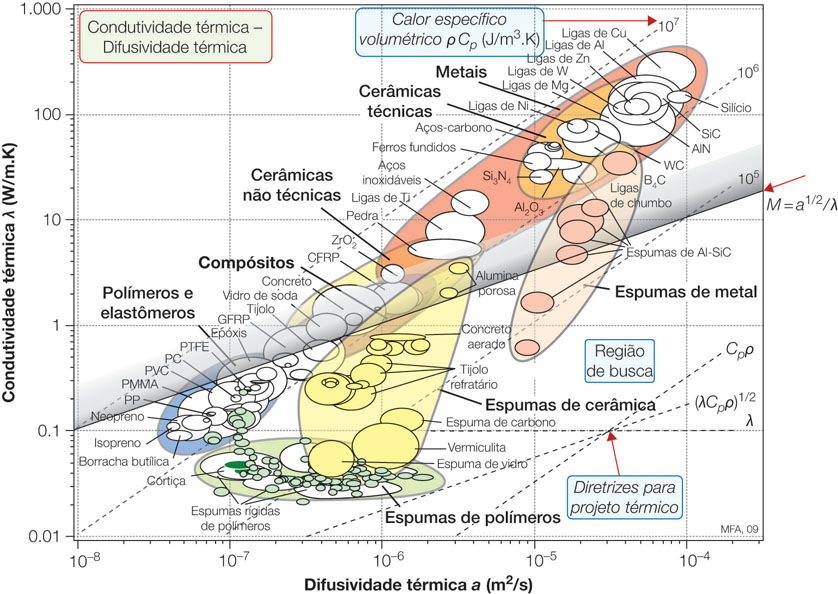 Condutividade térmica –
Difusividade térmica
Calor específico
volumétrico ρ Cp (J/m³.K)
10⁷
10⁶
10⁵
Condutividade térmica λ (W/m.K)
1.000
100
10
1
0.1
0.01
Ligas de Cu
Ligas de Al
Ligas de Zn
Ligas de W
Ligas de Mg
Metais
Cerâmicas
técnicas
Ligas de Ni
Aços-carbono
Ferros fundidos
Silício
SiC
AlN
WC
B₄C
Si₃N₄
Al₂O₃
Ligas
de chumbo
Aços
inoxidáveis
Ligas de Ti
Pedra
Cerâmicas
não técnicas
M = a^1/2/λ
ZrO₂
CFRP
Compósitos
Concreto
Vidro de soda
Tijolo
GFRP
Epóxis
Polímeros e
elastômeros
PTFE
PC
PVC
PMMA
PP
Neopreno
Isopreno
Borracha butílica
Cortiça
Espumas rígidas
de polímeros
Espumas de Al-SiC
Alumina
porosa
Espumas de metal
Concreto
aerado
Tijolo
refratário
Espumas de cerâmica
Espuma de carbono
Vermiculita
Espuma de vidro
Espumas de polímeros
Região
de busca
Cpρ
(λCpρ)^1/2
λ
Diretrizes para
projeto térmico
MFA, 09
10⁻⁸
10⁻⁷
10⁻⁶
10⁻⁵
10⁻⁴
Difusividade térmica a (m²/s)